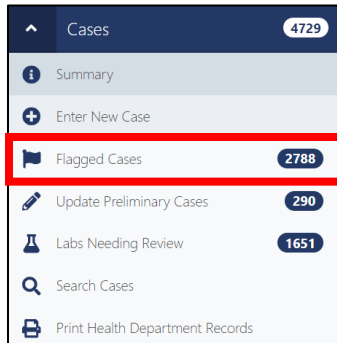 Cases 4729
Summary
Enter New Case
Flagged Cases 2788
Update Preliminary Cases 290
Labs Needing Review 1651
Search Cases
Print Health Department Records